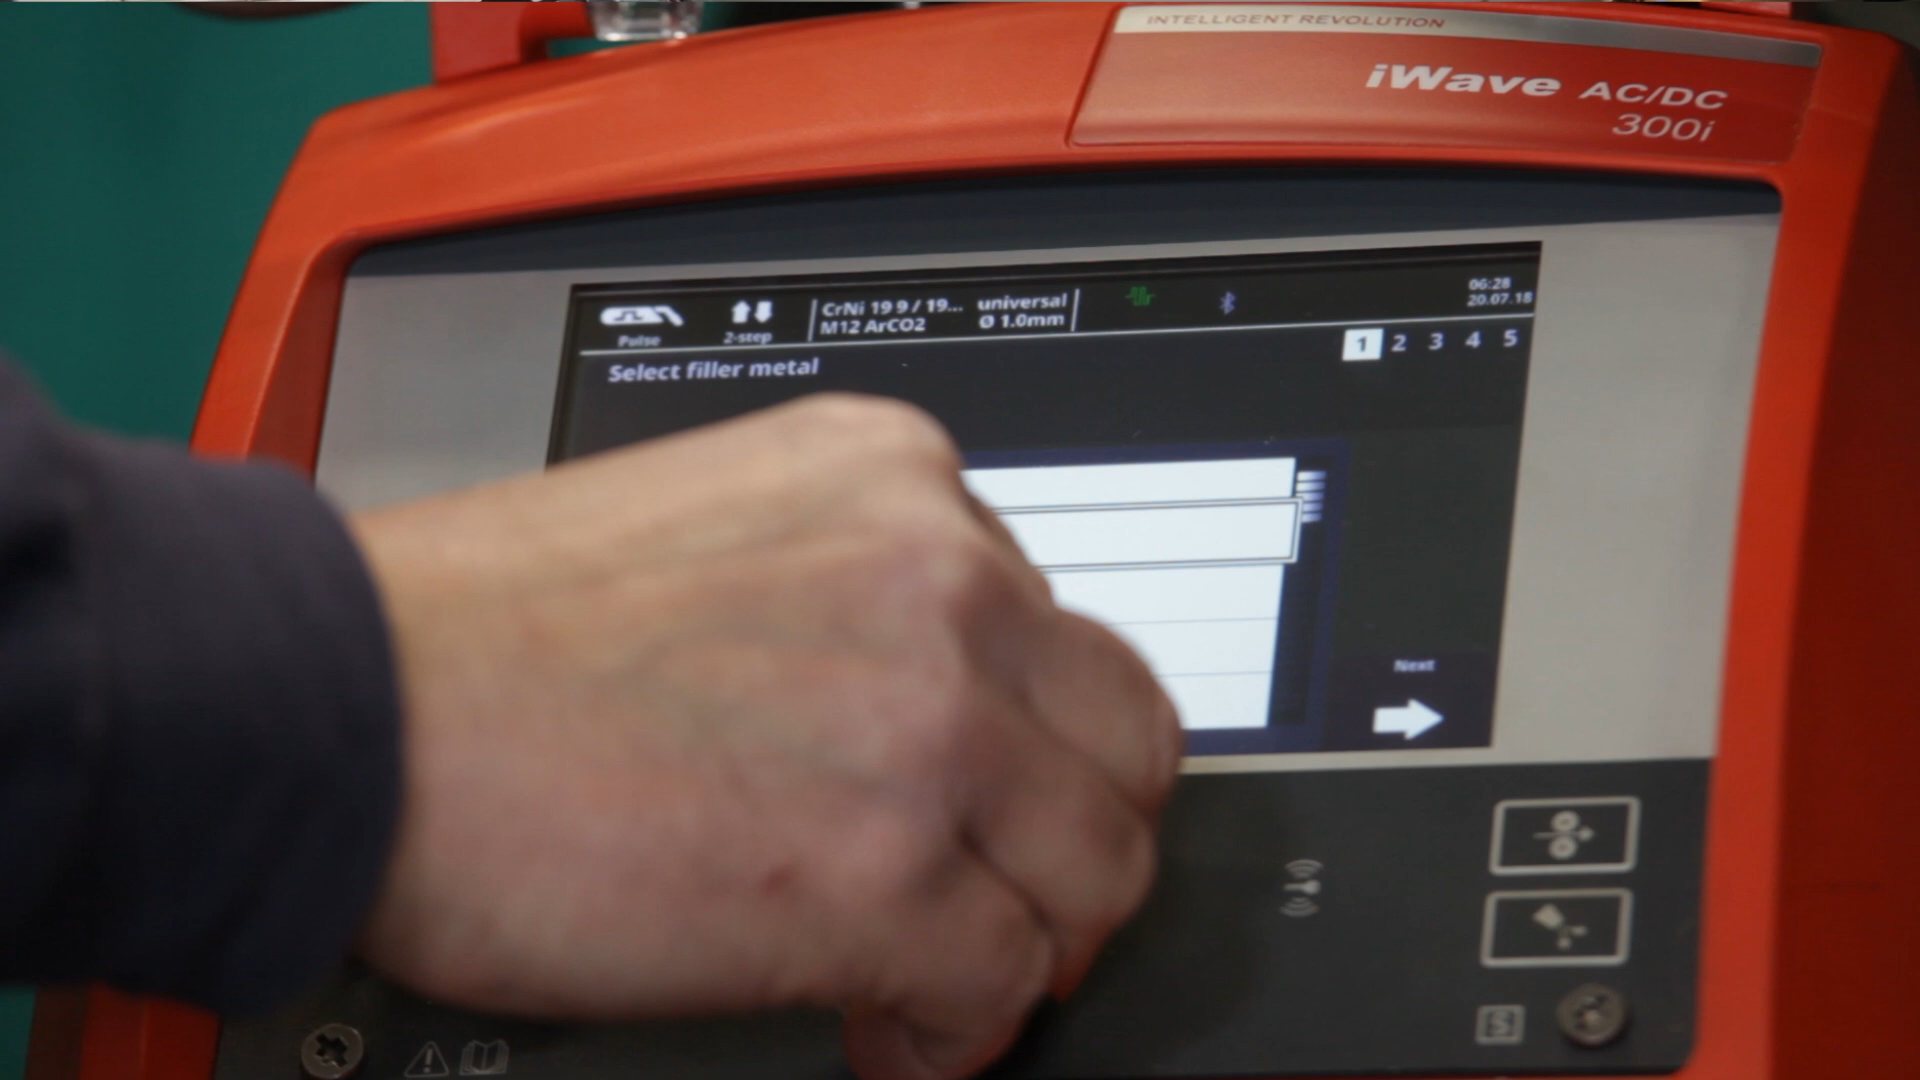 INTELLIGENT REVOLUTION
iWave AC/DC
300i
Pulse
2-step
CrNi 19 9 / 19... universal
M12 ArCO2 Ø 1.0mm
06:28
20.07.18
1 2 3 4 5
Select filler metal
Next
S